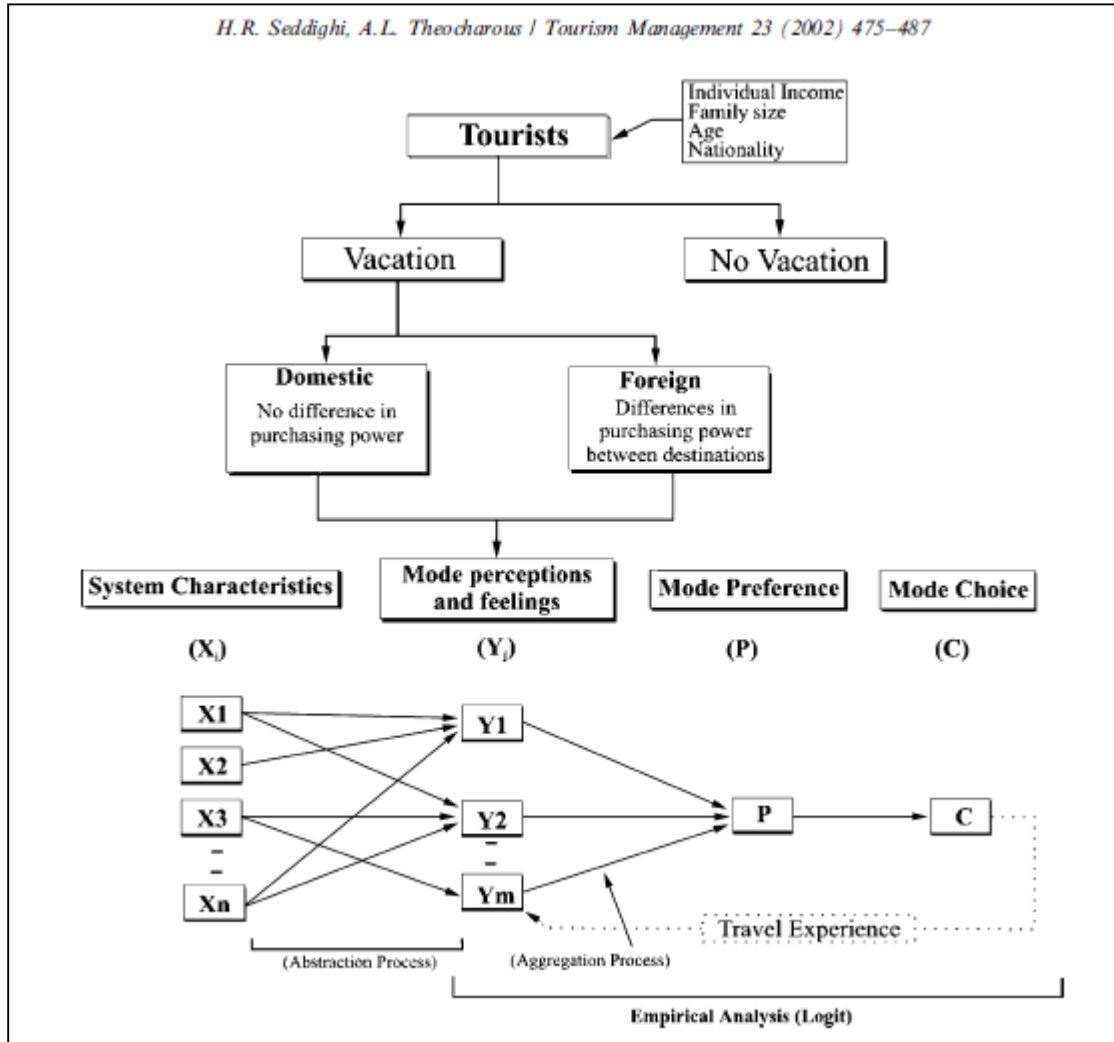 H.R. Seddighi, A.L. Theocharous / Tourism Management 23 (2002) 475–487
Individual Income
Family size
Age
Nationality
Tourists
Vacation
No Vacation
Domestic
No difference in
purchasing power
Foreign
Differences in
purchasing power
between destinations
System Characteristics
Mode perceptions
and feelings
Mode Preference
Mode Choice
(Xi)
(Yj)
(P)
(C)
X1
Y1
X2
X3
Y2
P
C
Xn
Ym
Travel Experience
(Abstraction Process)
(Aggregation Process)
Empirical Analysis (Logit)